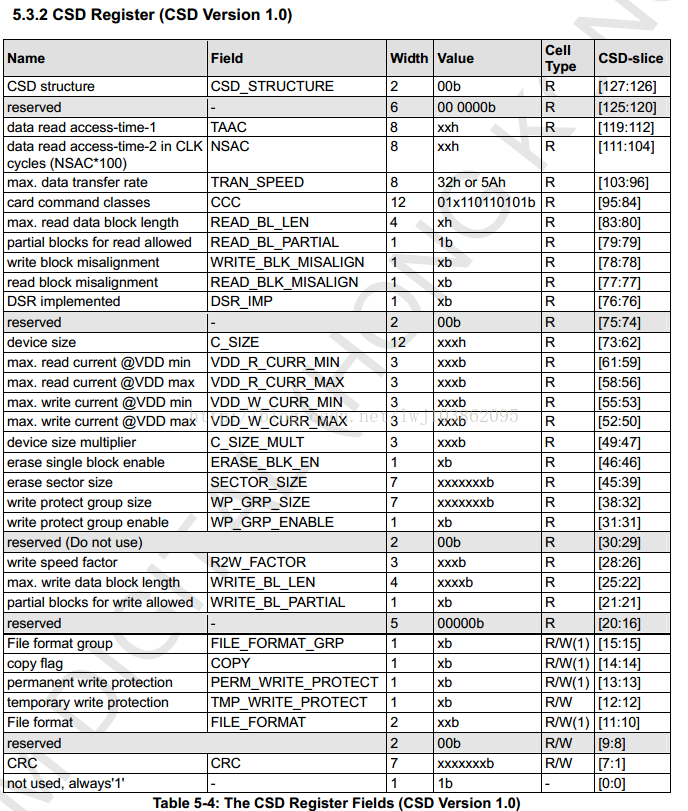 5.3.2 CSD Register (CSD Version 1.0)
Name Field Width Value Cell Type CSD-slice
CSD structure CSD_STRUCTURE 2 00b R [127:126]
reserved - 6 00 0000b R [125:120]
data read access-time-1 TAAC 8 xxh R [119:112]
data read access-time-2 in CLK cycles (NSAC*100) NSAC 8 xxh R [111:104]
max. data transfer rate TRAN_SPEED 8 32h or 5Ah R [103:96]
card command classes CCC 12 01x110110101b R [95:84]
max. read data block length READ_BL_LEN 4 xh R [83:80]
partial blocks for read allowed READ_BL_PARTIAL 1 1b R [79:79]
write block misalignment WRITE_BLK_MISALIGN 1 xb R [78:78]
read block misalignment READ_BLK_MISALIGN 1 xb R [77:77]
DSR implemented DSR_IMP 1 xb R [76:76]
reserved - 2 00b R [75:74]
device size C_SIZE 12 xxxh R [73:62]
max. read current @VDD min VDD_R_CURR_MIN 3 xxxb R [61:59]
max. read current @VDD max VDD_R_CURR_MAX 3 xxxb R [58:56]
max. write current @VDD min VDD_W_CURR_MIN 3 xxxb R [55:53]
max. write current @VDD max VDD_W_CURR_MAX 3 xxxb R [52:50]
device size multiplier C_SIZE_MULT 3 xxxb R [49:47]
erase single block enable ERASE_BLK_EN 1 xb R [46:46]
erase sector size SECTOR_SIZE 7 xxxxxxxb R [45:39]
write protect group size WP_GRP_SIZE 7 xxxxxxxb R [38:32]
write protect group enable WP_GRP_ENABLE 1 xb R [31:31]
reserved (Do not use) 2 00b R [30:29]
write speed factor R2W_FACTOR 3 xxxb R [28:26]
max. write data block length WRITE_BL_LEN 4 xxxxb R [25:22]
partial blocks for write allowed WRITE_BL_PARTIAL 1 xb R [21:21]
reserved - 5 00000b R [20:16]
File format group FILE_FORMAT_GRP 1 xb R/W(1) [15:15]
copy flag COPY 1 xb R/W(1) [14:14]
permanent write protection PERM_WRITE_PROTECT 1 xb R/W(1) [13:13]
temporary write protection TMP_WRITE_PROTECT 1 xb R/W [12:12]
File format FILE_FORMAT 2 xxb R/W(1) [11:10]
reserved 2 00b R/W [9:8]
CRC CRC 7 xxxxxxxb R/W [7:1]
not used, always'1' - 1 1b - [0:0]
Table 5-4: The CSD Register Fields (CSD Version 1.0)